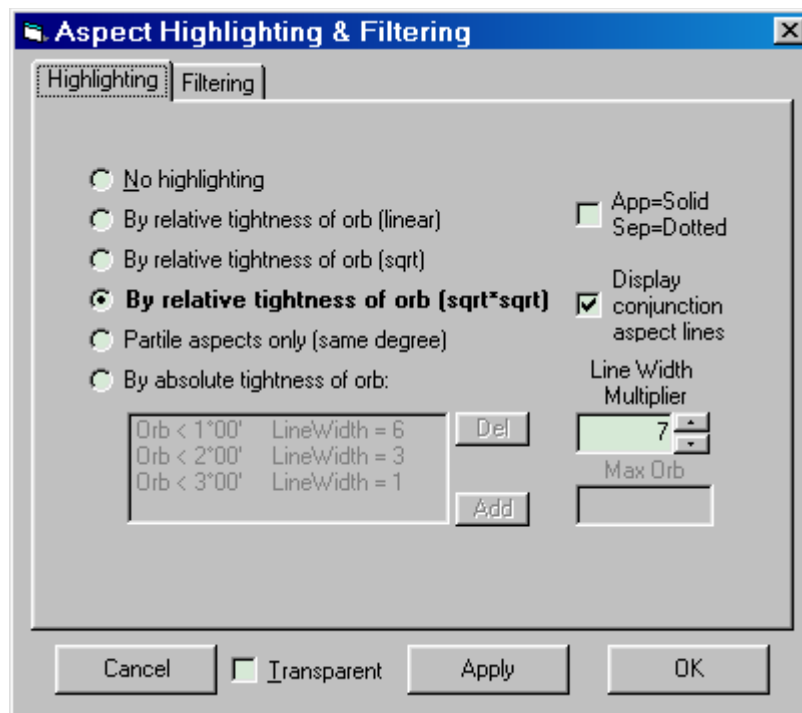 Aspect Highlighting & Filtering
Highlighting
Filtering
No highlighting
By relative tightness of orb (linear)
By relative tightness of orb (sqrt)
By relative tightness of orb (sqrt*sqrt)
Partile aspects only (same degree)
By absolute tightness of orb:
Orb < 1°00' LineWidth = 6
Orb < 2°00' LineWidth = 3
Orb < 3°00' LineWidth = 1
Del
Add
App=Solid
Sep=Dotted
Display
conjunction
aspect lines
Line Width
Multiplier
7
Max Orb
Cancel
Transparent
Apply
OK